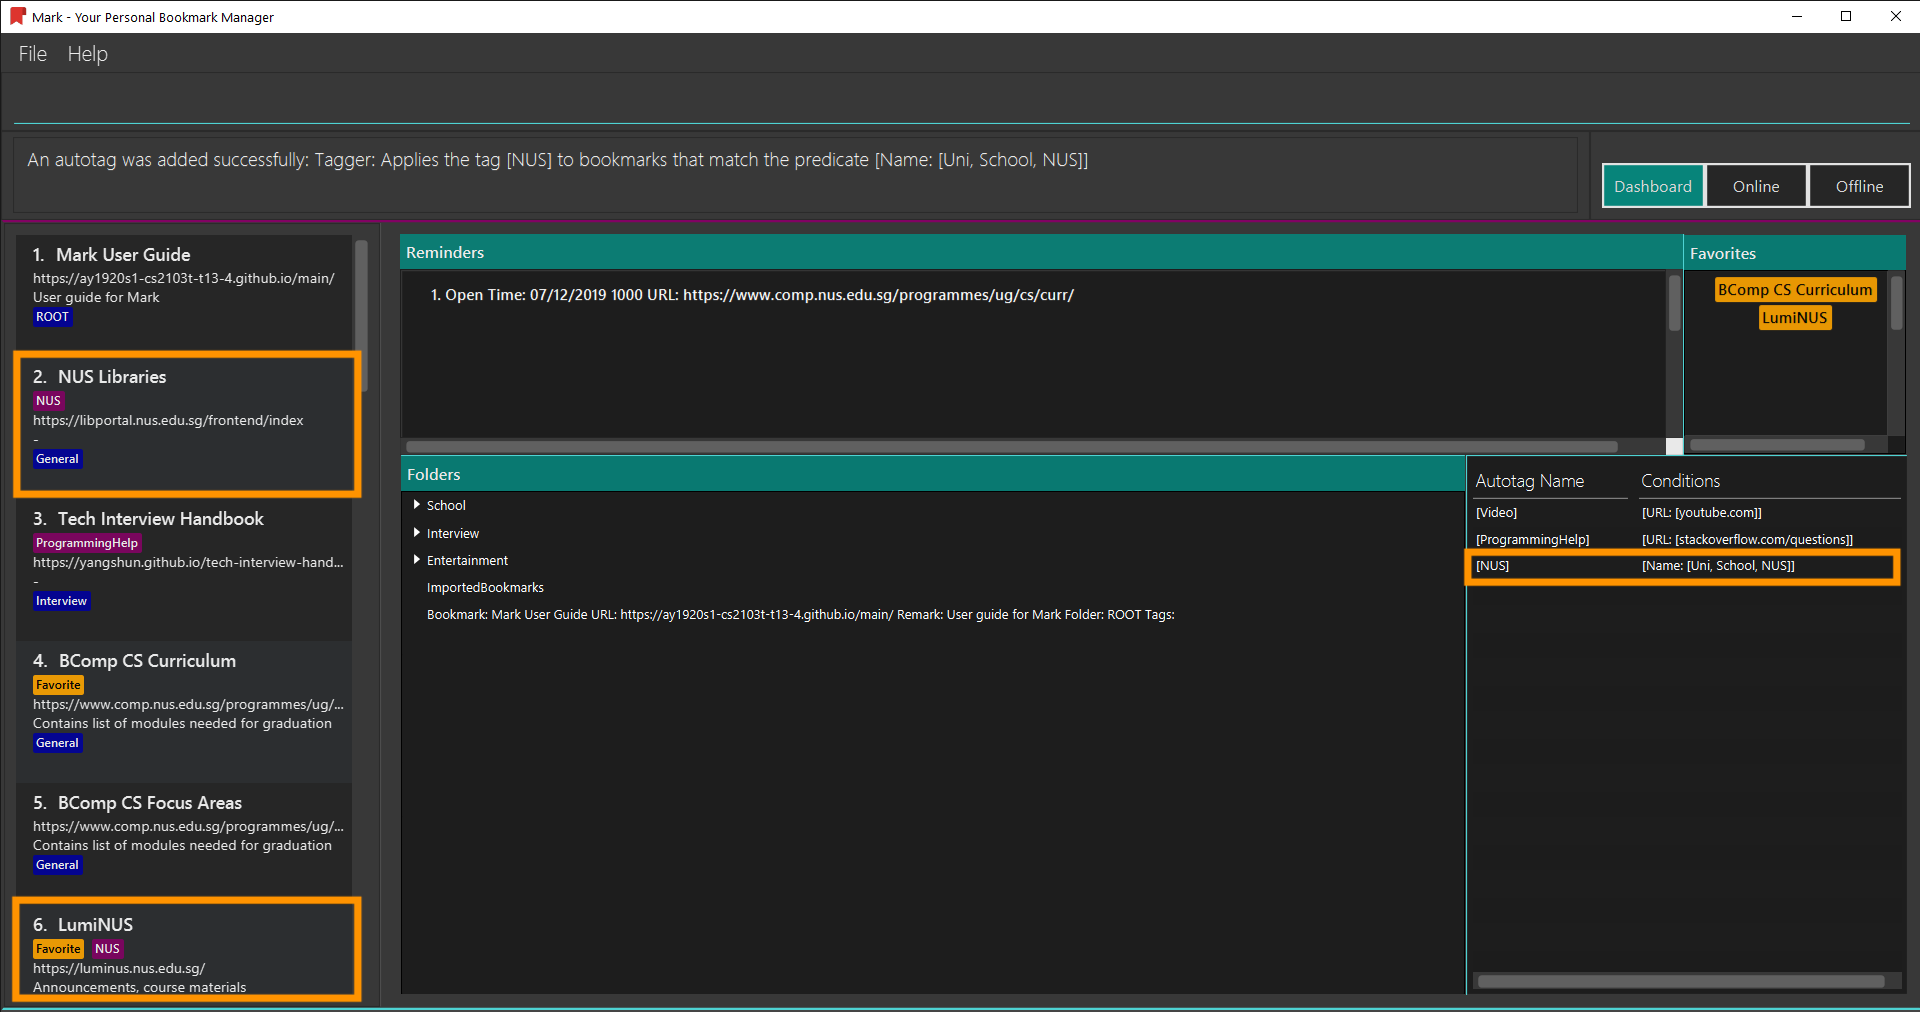 Mark - Your Personal Bookmark Manager
File Help
An autotag was added successfully: Tagger: Applies the tag [NUS] to bookmarks that match the predicate [Name: [Uni, School, NUS]]
Dashboard Online Offline
1. Mark User Guide
https://ay1920s1-cs2103t-t13-4.github.io/main/
User guide for Mark
ROOT
2. NUS Libraries
NUS
https://libportal.nus.edu.sg/frontend/index
-
General
3. Tech Interview Handbook
ProgrammingHelp
https://yangshun.github.io/tech-interview-hand...
-
Interview
4. BComp CS Curriculum
Favorite
https://www.comp.nus.edu.sg/programmes/ug/...
Contains list of modules needed for graduation
General
5. BComp CS Focus Areas
https://www.comp.nus.edu.sg/programmes/ug/...
Contains list of modules needed for graduation
General
6. LumiNUS
Favorite NUS
https://luminus.nus.edu.sg/
Announcements, course materials
Reminders
1. Open Time: 07/12/2019 1000 URL: https://www.comp.nus.edu.sg/programmes/ug/cs/curr/
Favorites
BComp CS Curriculum
LumiNUS
Folders
School
Interview
Entertainment
ImportedBookmarks
Bookmark: Mark User Guide URL: https://ay1920s1-cs2103t-t13-4.github.io/main/ Remark: User guide for Mark Folder: ROOT Tags:
Autotag Name Conditions
[Video] [URL: [youtube.com]]
[ProgrammingHelp] [URL: [stackoverflow.com/questions]]
[NUS] [Name: [Uni, School, NUS]]